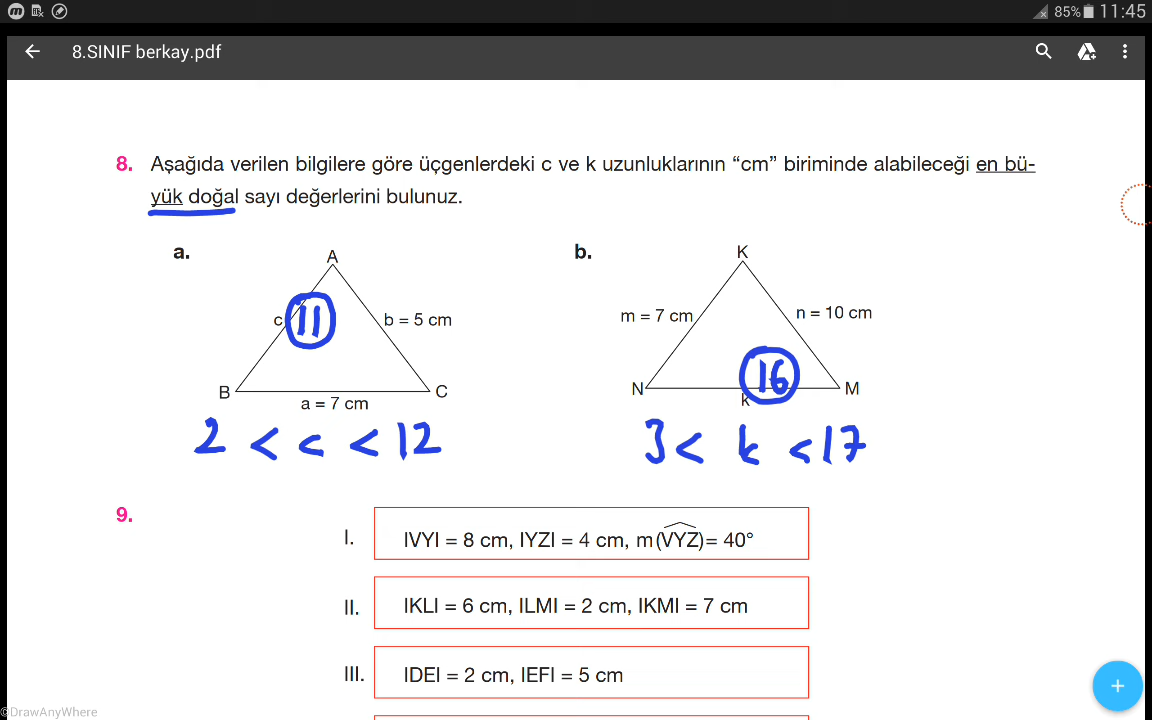 85% 11:45
8.SINIF berkay.pdf
8. Aşağıda verilen bilgilere göre üçgenlerdeki c ve k uzunluklarının “cm” biriminde alabileceği en bü-
yük doğal sayı değerlerini bulunuz.
a.
A
c 11 b = 5 cm
B C
a = 7 cm
2 < c < 12
b.
K
m = 7 cm n = 10 cm
16
N M
k
3 < k < 17
9.
I. IVYI = 8 cm, IYZI = 4 cm, m(VYZ)= 40°
II. IKLI = 6 cm, ILMI = 2 cm, IKMI = 7 cm
III. IDEI = 2 cm, IEFI = 5 cm
+
©DrawAnyWhere